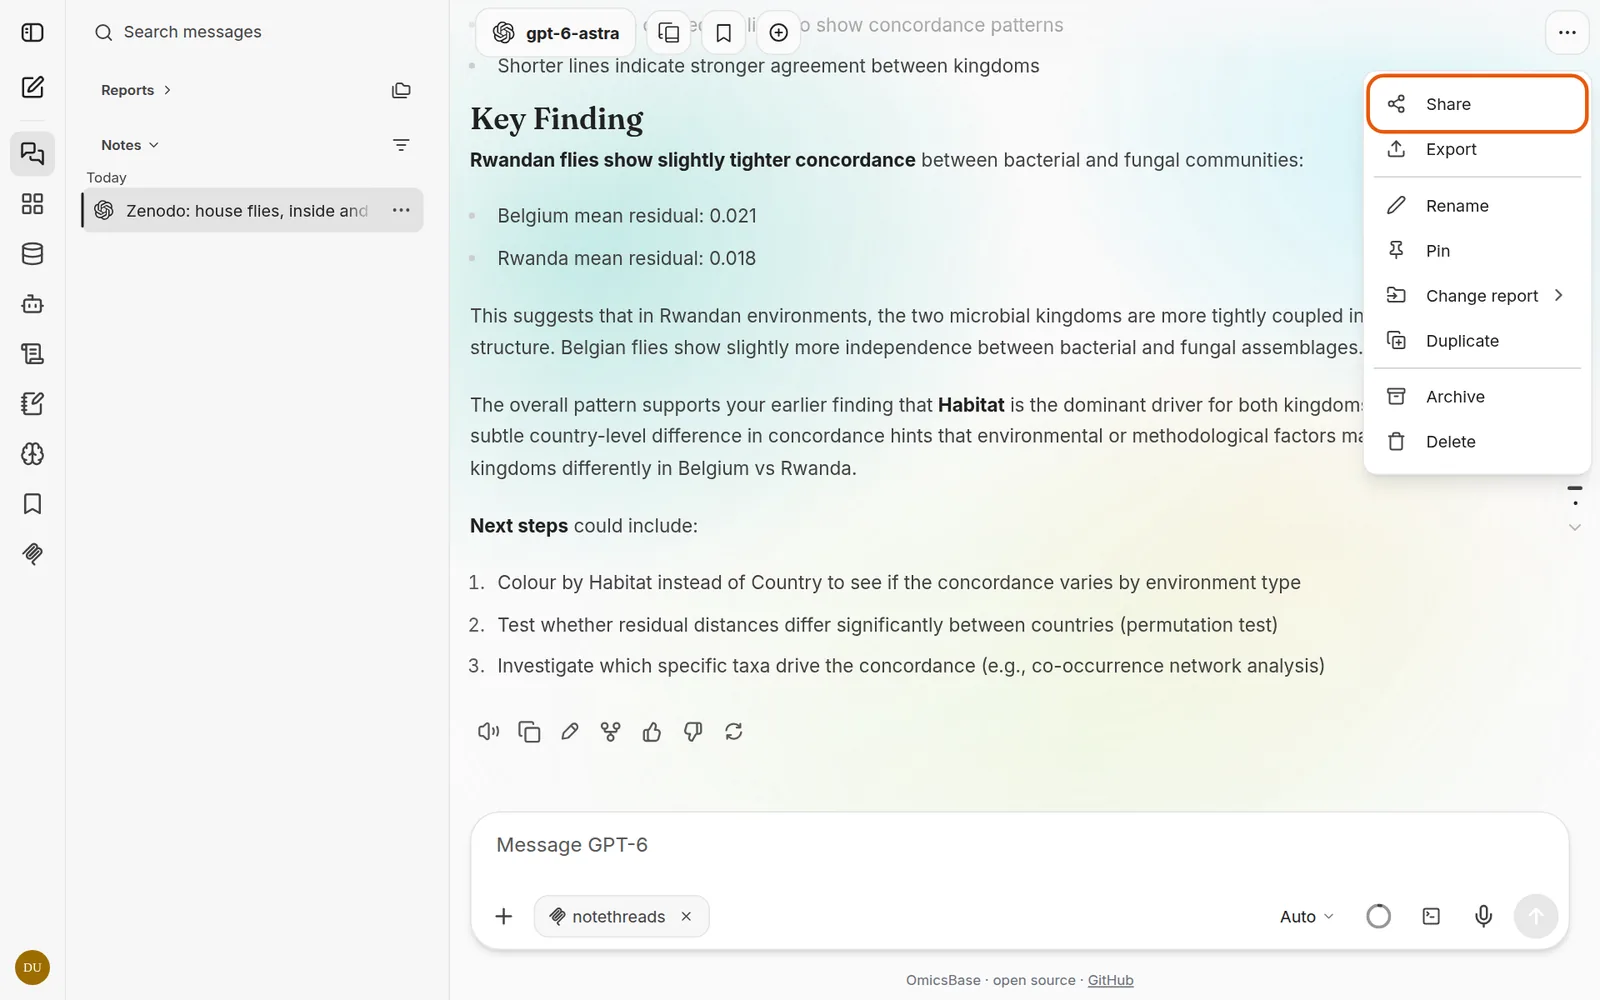 Search messages
Reports
Notes
Today
Zenodo: house flies, inside and
gpt-6-astra
to show concordance patterns
Shorter lines indicate stronger agreement between kingdoms
Key Finding
Rwandan flies show slightly tighter concordance between bacterial and fungal communities:
Belgium mean residual: 0.021
Rwanda mean residual: 0.018
This suggests that in Rwandan environments, the two microbial kingdoms are more tightly coupled in
structure. Belgian flies show slightly more independence between bacterial and fungal assemblages.
The overall pattern supports your earlier finding that Habitat is the dominant driver for both kingdoms
subtle country-level difference in concordance hints that environmental or methodological factors ma
kingdoms differently in Belgium vs Rwanda.
Next steps could include:
1. Colour by Habitat instead of Country to see if the concordance varies by environment type
2. Test whether residual distances differ significantly between countries (permutation test)
3. Investigate which specific taxa drive the concordance (e.g., co-occurrence network analysis)
Share
Export
Rename
Pin
Change report
Duplicate
Archive
Delete
Message GPT-6
notethreads
Auto
DU
OmicsBase · open source · GitHub